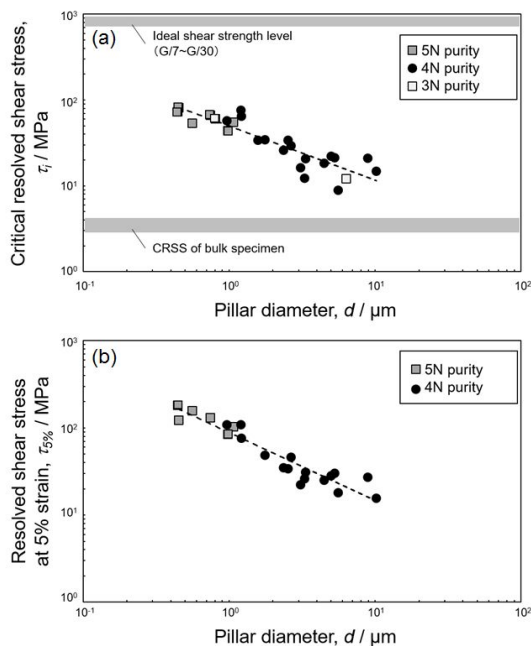 (a)
Critical resolved shear stress,
τi / MPa
10³
10²
10¹
10⁰
Ideal shear strength level
（G/7~G/30）
5N purity
4N purity
3N purity
CRSS of bulk specimen
10-1
10⁰
10¹
10²
Pillar diameter, d / μm
(b)
Resolved shear stress
at 5% strain, τ5% / MPa
10³
10²
10¹
10⁰
5N purity
4N purity
10-1
10⁰
10¹
10²
Pillar diameter, d / μm